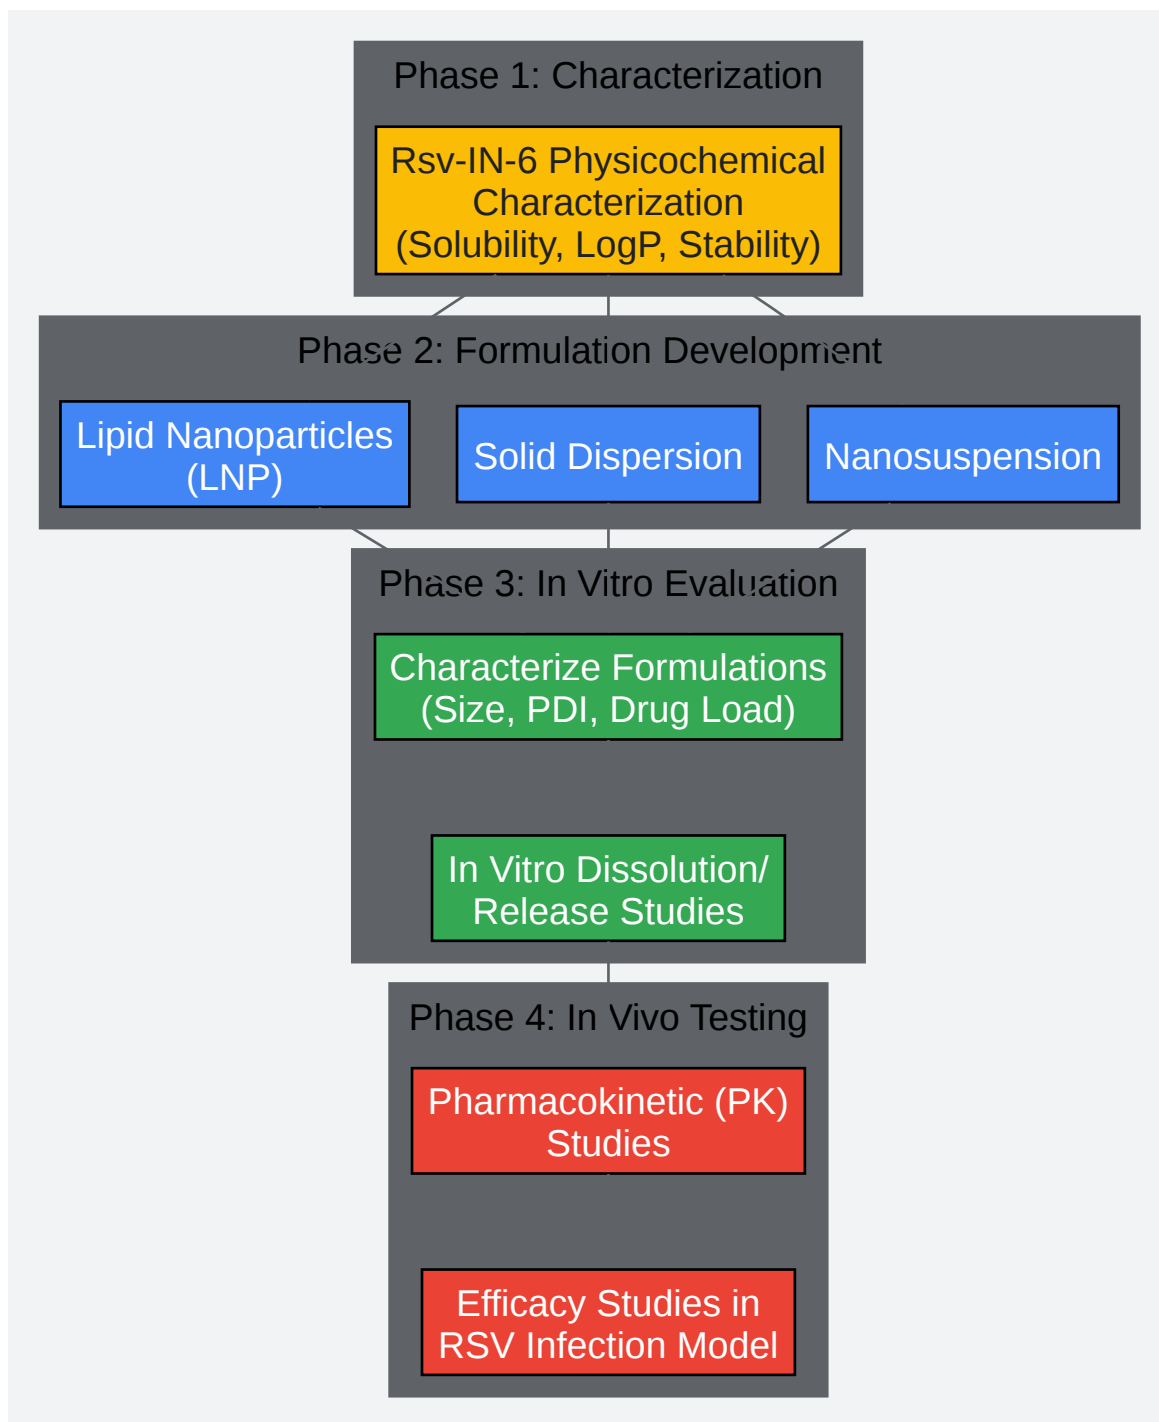 Phase 1: Characterization
Rsv-IN-6 Physicochemical
Characterization
(Solubility, LogP, Stability)
Phase 2: Formulation Development
Lipid Nanoparticles
(LNP)
Solid Dispersion
Nanosuspension
Phase 3: In Vitro Evaluation
Characterize Formulations
(Size, PDI, Drug Load)
In Vitro Dissolution/
Release Studies
Phase 4: In Vivo Testing
Pharmacokinetic (PK)
Studies
Efficacy Studies in
RSV Infection Model